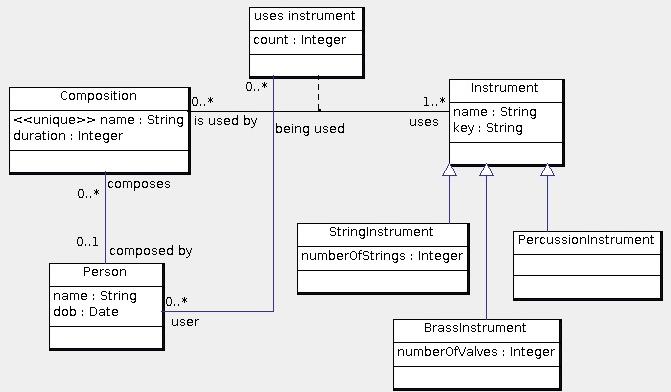 uses instrument
count : Integer
0..*
Composition
<<unique>> name : String
duration : Integer
0..*
is used by
being used
1..*
uses
Instrument
name : String
key : String
composes
0..*
0..1
composed by
Person
name : String
dob : Date
0..*
user
StringInstrument
numberOfStrings : Integer
PercussionInstrument
BrassInstrument
numberOfValves : Integer